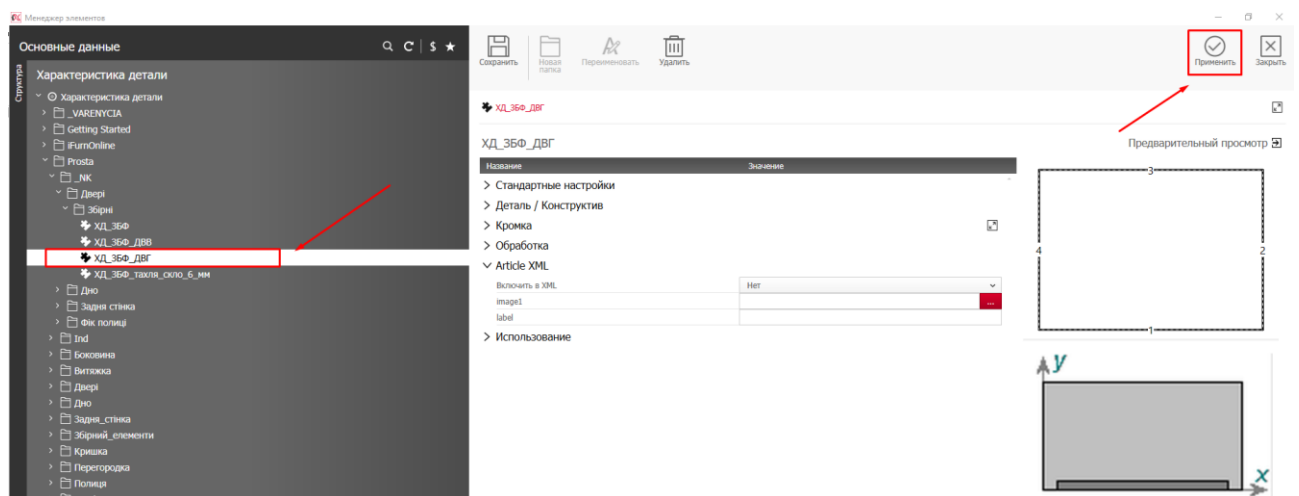 Менеджер элементов
Основные данные
$
Структура
Характеристика детали
Характеристика детали
_VARENYCIA
Getting Started
iFurnOnline
Prosta
_NK
Двері
Збірні
ХД_ЗБФ
ХД_ЗБФ_ДВВ
ХД_ЗБФ_ДВГ
ХД_ЗБФ_тахля_скло_6_мм
Дно
Задня стінка
Фік полиці
Ind
Боковина
Витяжка
Двері
Дно
Задня_стінка
Збірний_елементи
Кришка
Перегородка
Полиця
Сохранить
Новая папка
Переименовать
Удалить
Применить
Закрыть
ХД_ЗБФ_ДВГ
ХД_ЗБФ_ДВГ
Предварительный просмотр
Название Значение
Стандартные настройки
Деталь / Конструктив
Кромка
Обработка
Article XML
Включить в XML Нет
image1 ...
label
Использование
3
4
2
1
y
x